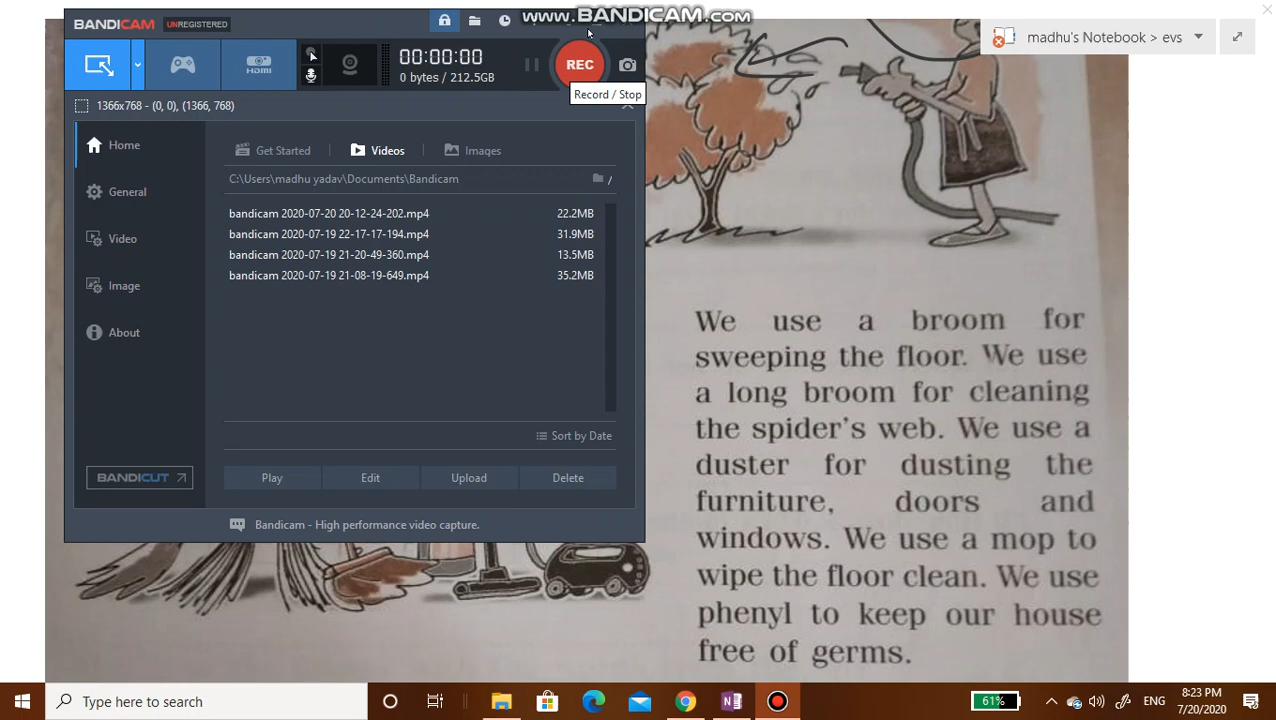 www.BANDICAM.com
BANDICAM UNREGISTERED
madhu's Notebook > evs
HDMI
00:00:00
0 bytes / 212.5GB
REC
Record / Stop
1366x768 - (0, 0), (1366, 768)
Home
General
Video
Image
About
BANDICUT
Get Started
Videos
Images
C:\Users\madhu yadav\Documents\Bandicam
/
bandicam 2020-07-20 20-12-24-202.mp4 22.2MB
bandicam 2020-07-19 22-17-17-194.mp4 31.9MB
bandicam 2020-07-19 21-20-49-360.mp4 13.5MB
bandicam 2020-07-19 21-08-19-649.mp4 35.2MB
Sort by Date
Play Edit Upload Delete
Bandicam - High performance video capture.
We use a broom for
sweeping the floor. We use
a long broom for cleaning
the spider's web. We use a
duster for dusting the
furniture, doors and
windows. We use a mop to
wipe the floor clean. We use
phenyl to keep our house
free of germs.
Type here to search
61%
ENG
8:23 PM
7/20/2020